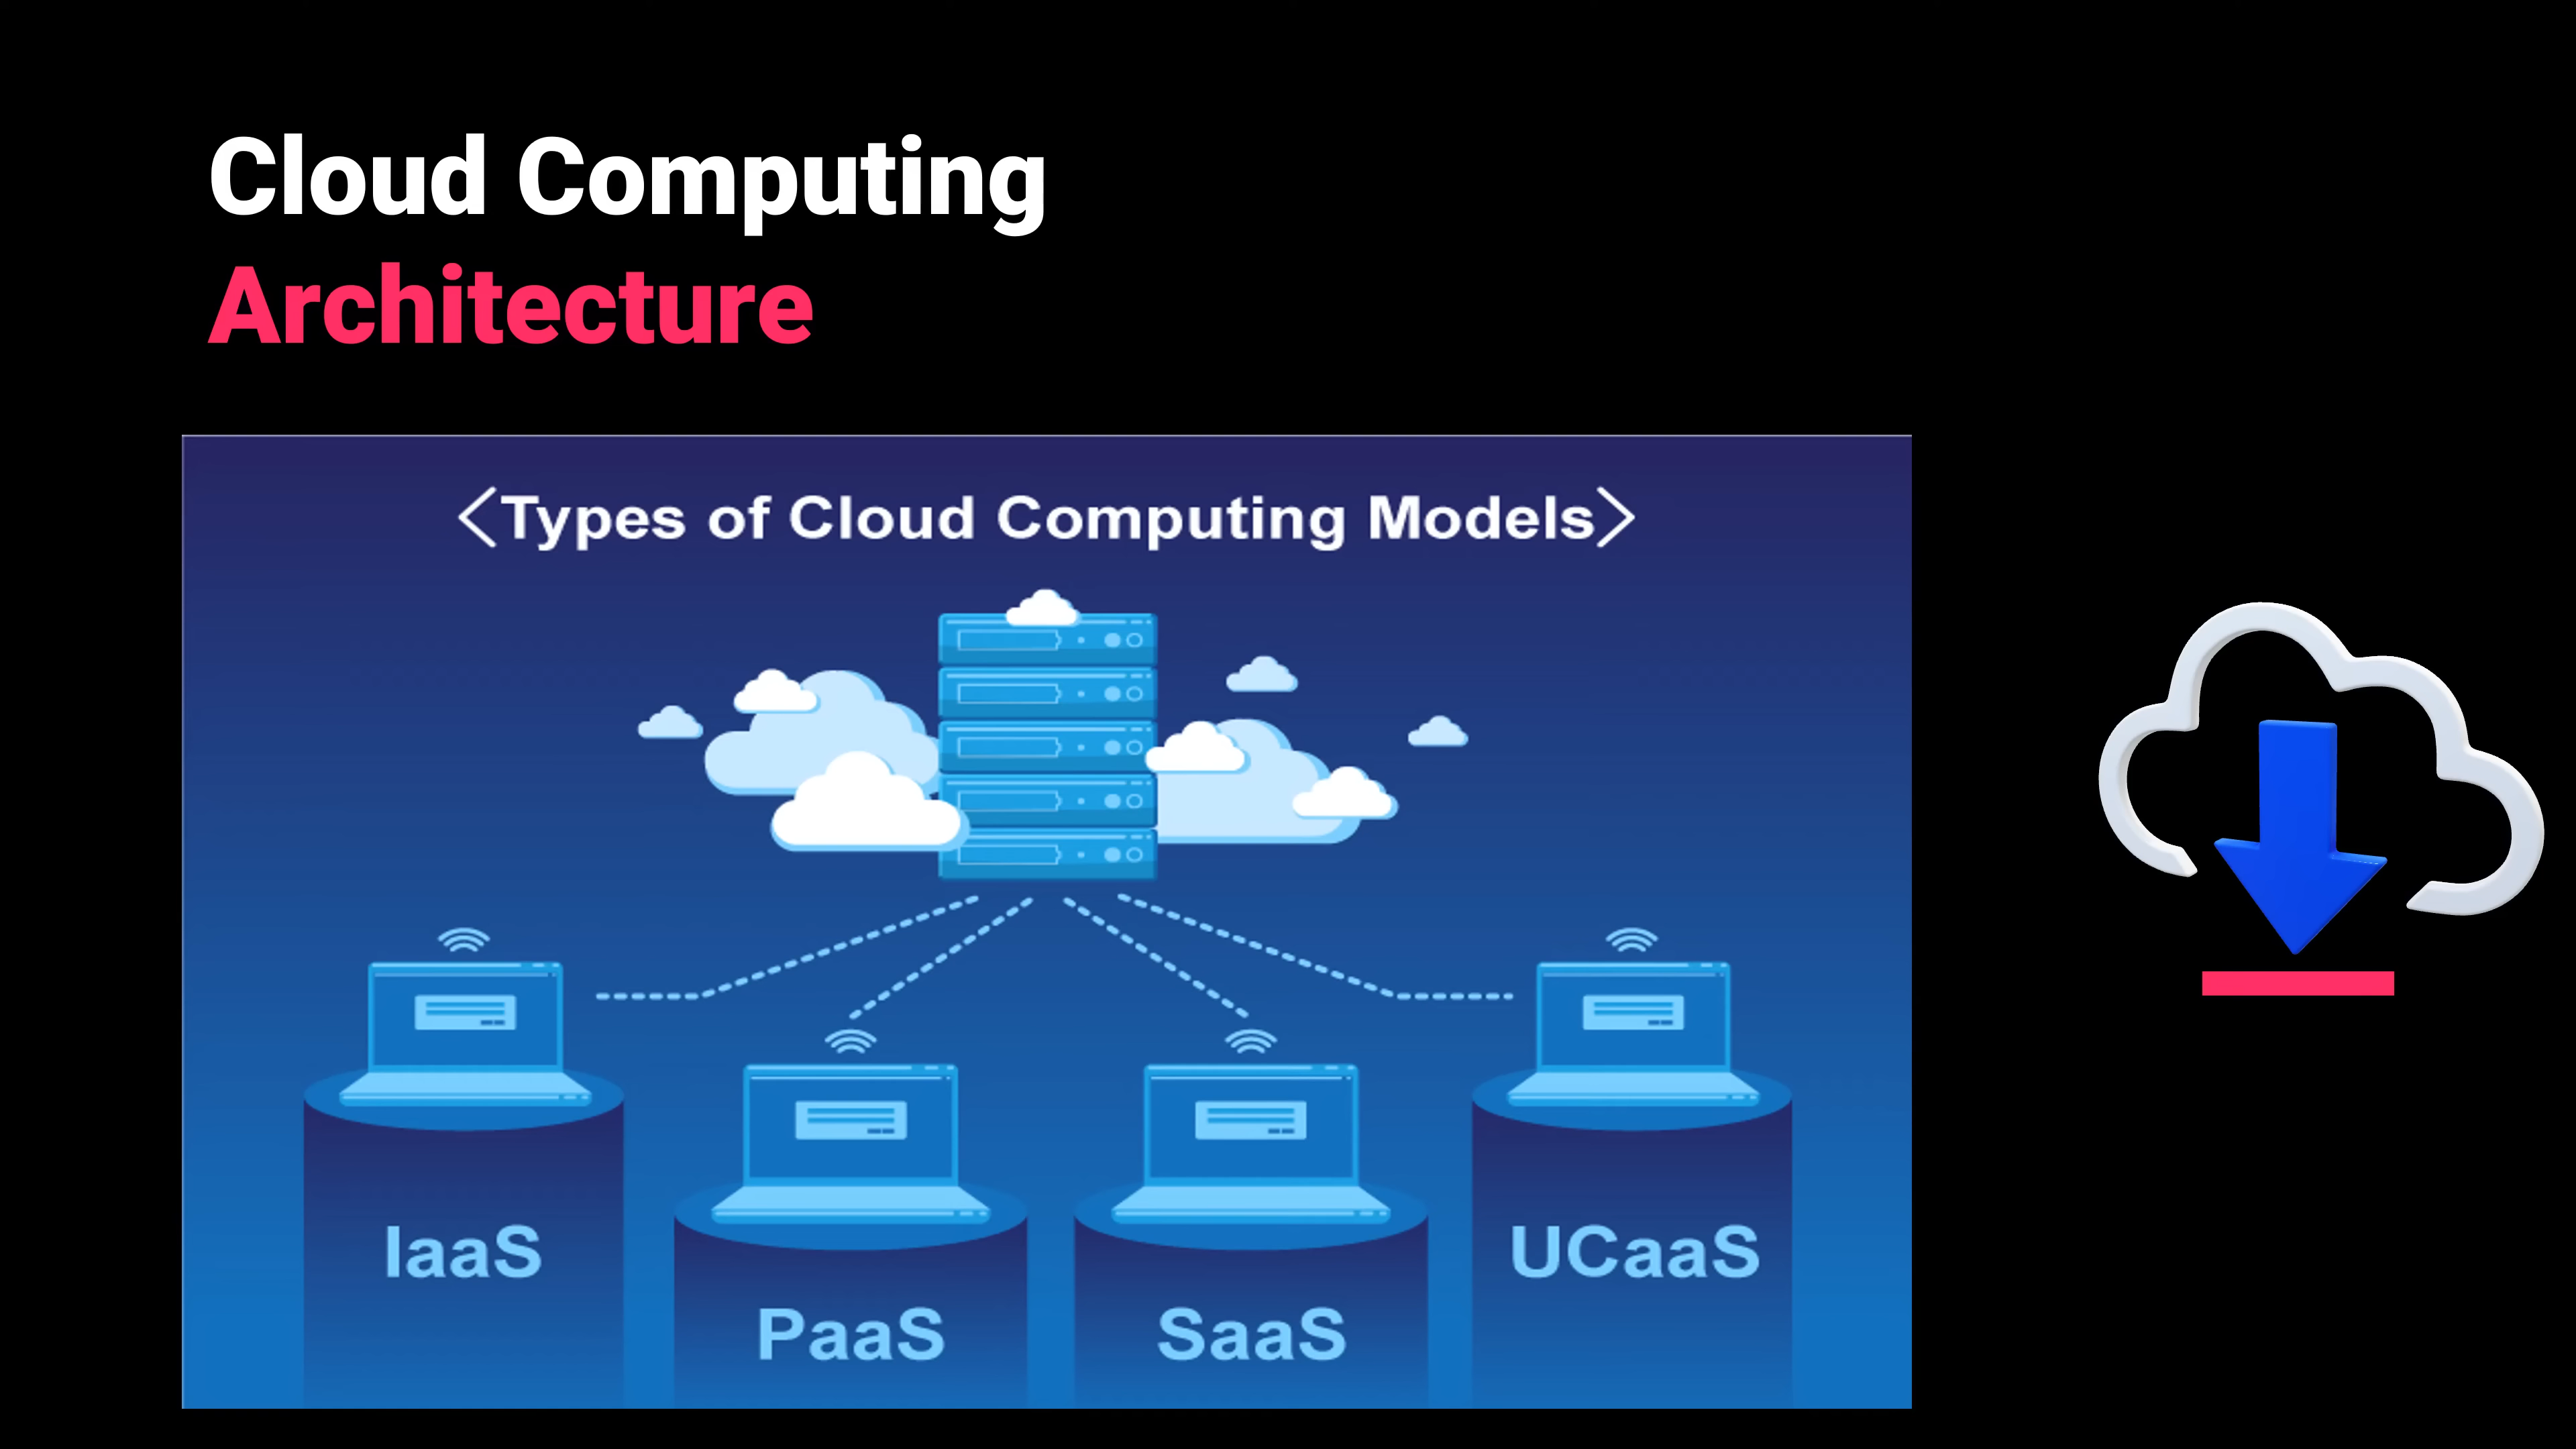 Cloud Computing
Architecture
<Types of Cloud Computing Models>
IaaS
PaaS
SaaS
UCaaS